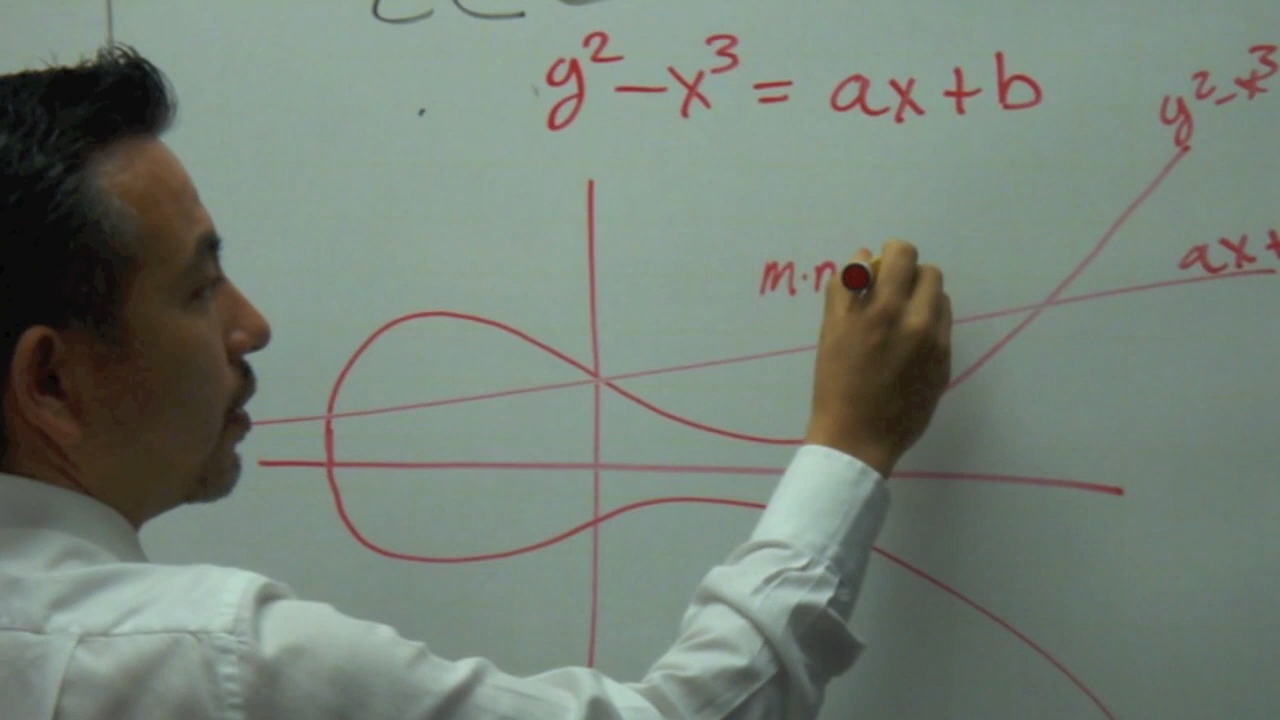 y²-x³ = ax+b
y²-x³
ax+
m·n